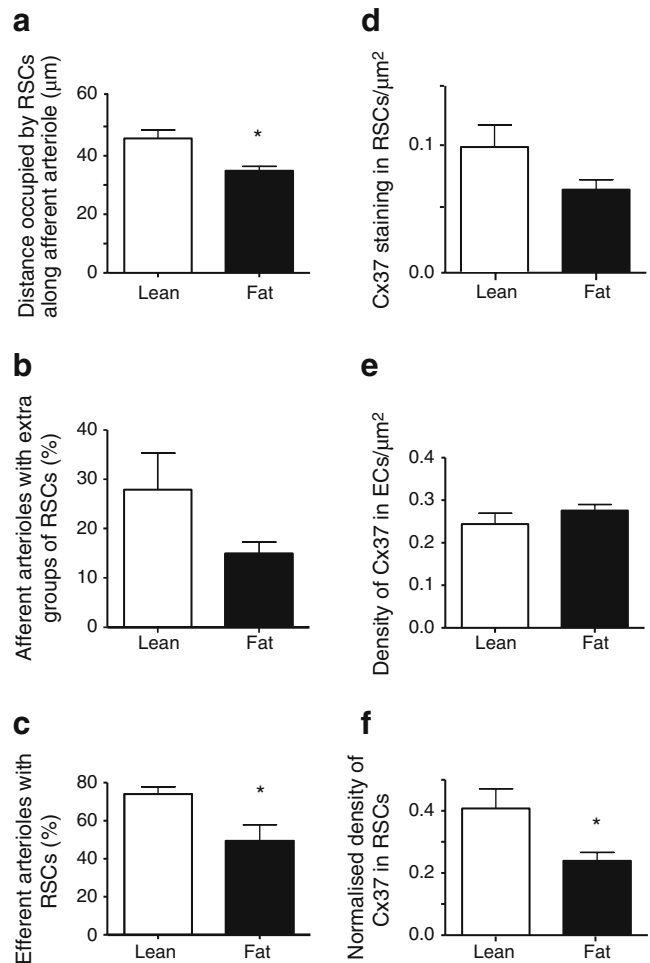 a
Distance occupied by RSCs
along afferent arteriole (μm)
60
40
20
0
*
Lean
Fat
b
Afferent arterioles with extra
groups of RSCs (%)
40
30
20
10
0
Lean
Fat
c
Efferent arterioles with
RSCs (%)
80
60
40
20
0
*
Lean
Fat
d
Cx37 staining in RSCs/μm²
0.1
0.0
Lean
Fat
e
Density of Cx37 in ECs/μm²
0.4
0.3
0.2
0.1
0
Lean
Fat
f
Normalised density of
Cx37 in RSCs
0.4
0.2
0.0
*
Lean
Fat